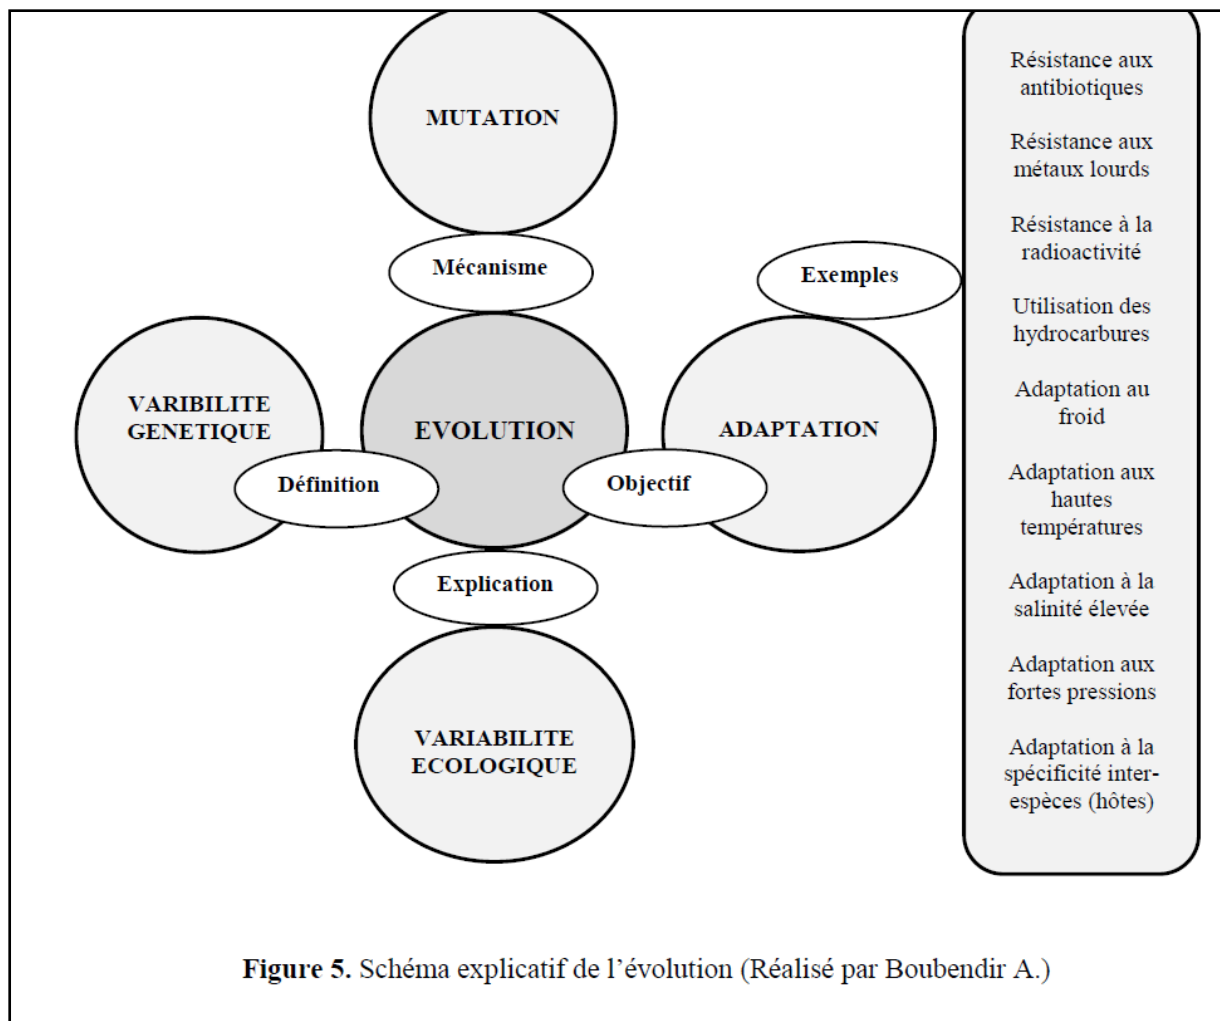 MUTATION
Mécanisme
VARIBILITE
GENETIQUE
Définition
EVOLUTION
Objectif
ADAPTATION
Exemples
Explication
VARIABILITE
ECOLOGIQUE
Résistance aux
antibiotiques
Résistance aux
métaux lourds
Résistance à la
radioactivité
Utilisation des
hydrocarbures
Adaptation au
froid
Adaptation aux
hautes
températures
Adaptation à la
salinité élevée
Adaptation aux
fortes pressions
Adaptation à la
spécificité inter-
espèces (hôtes)
Figure 5. Schéma explicatif de l’évolution (Réalisé par Boubendir A.)